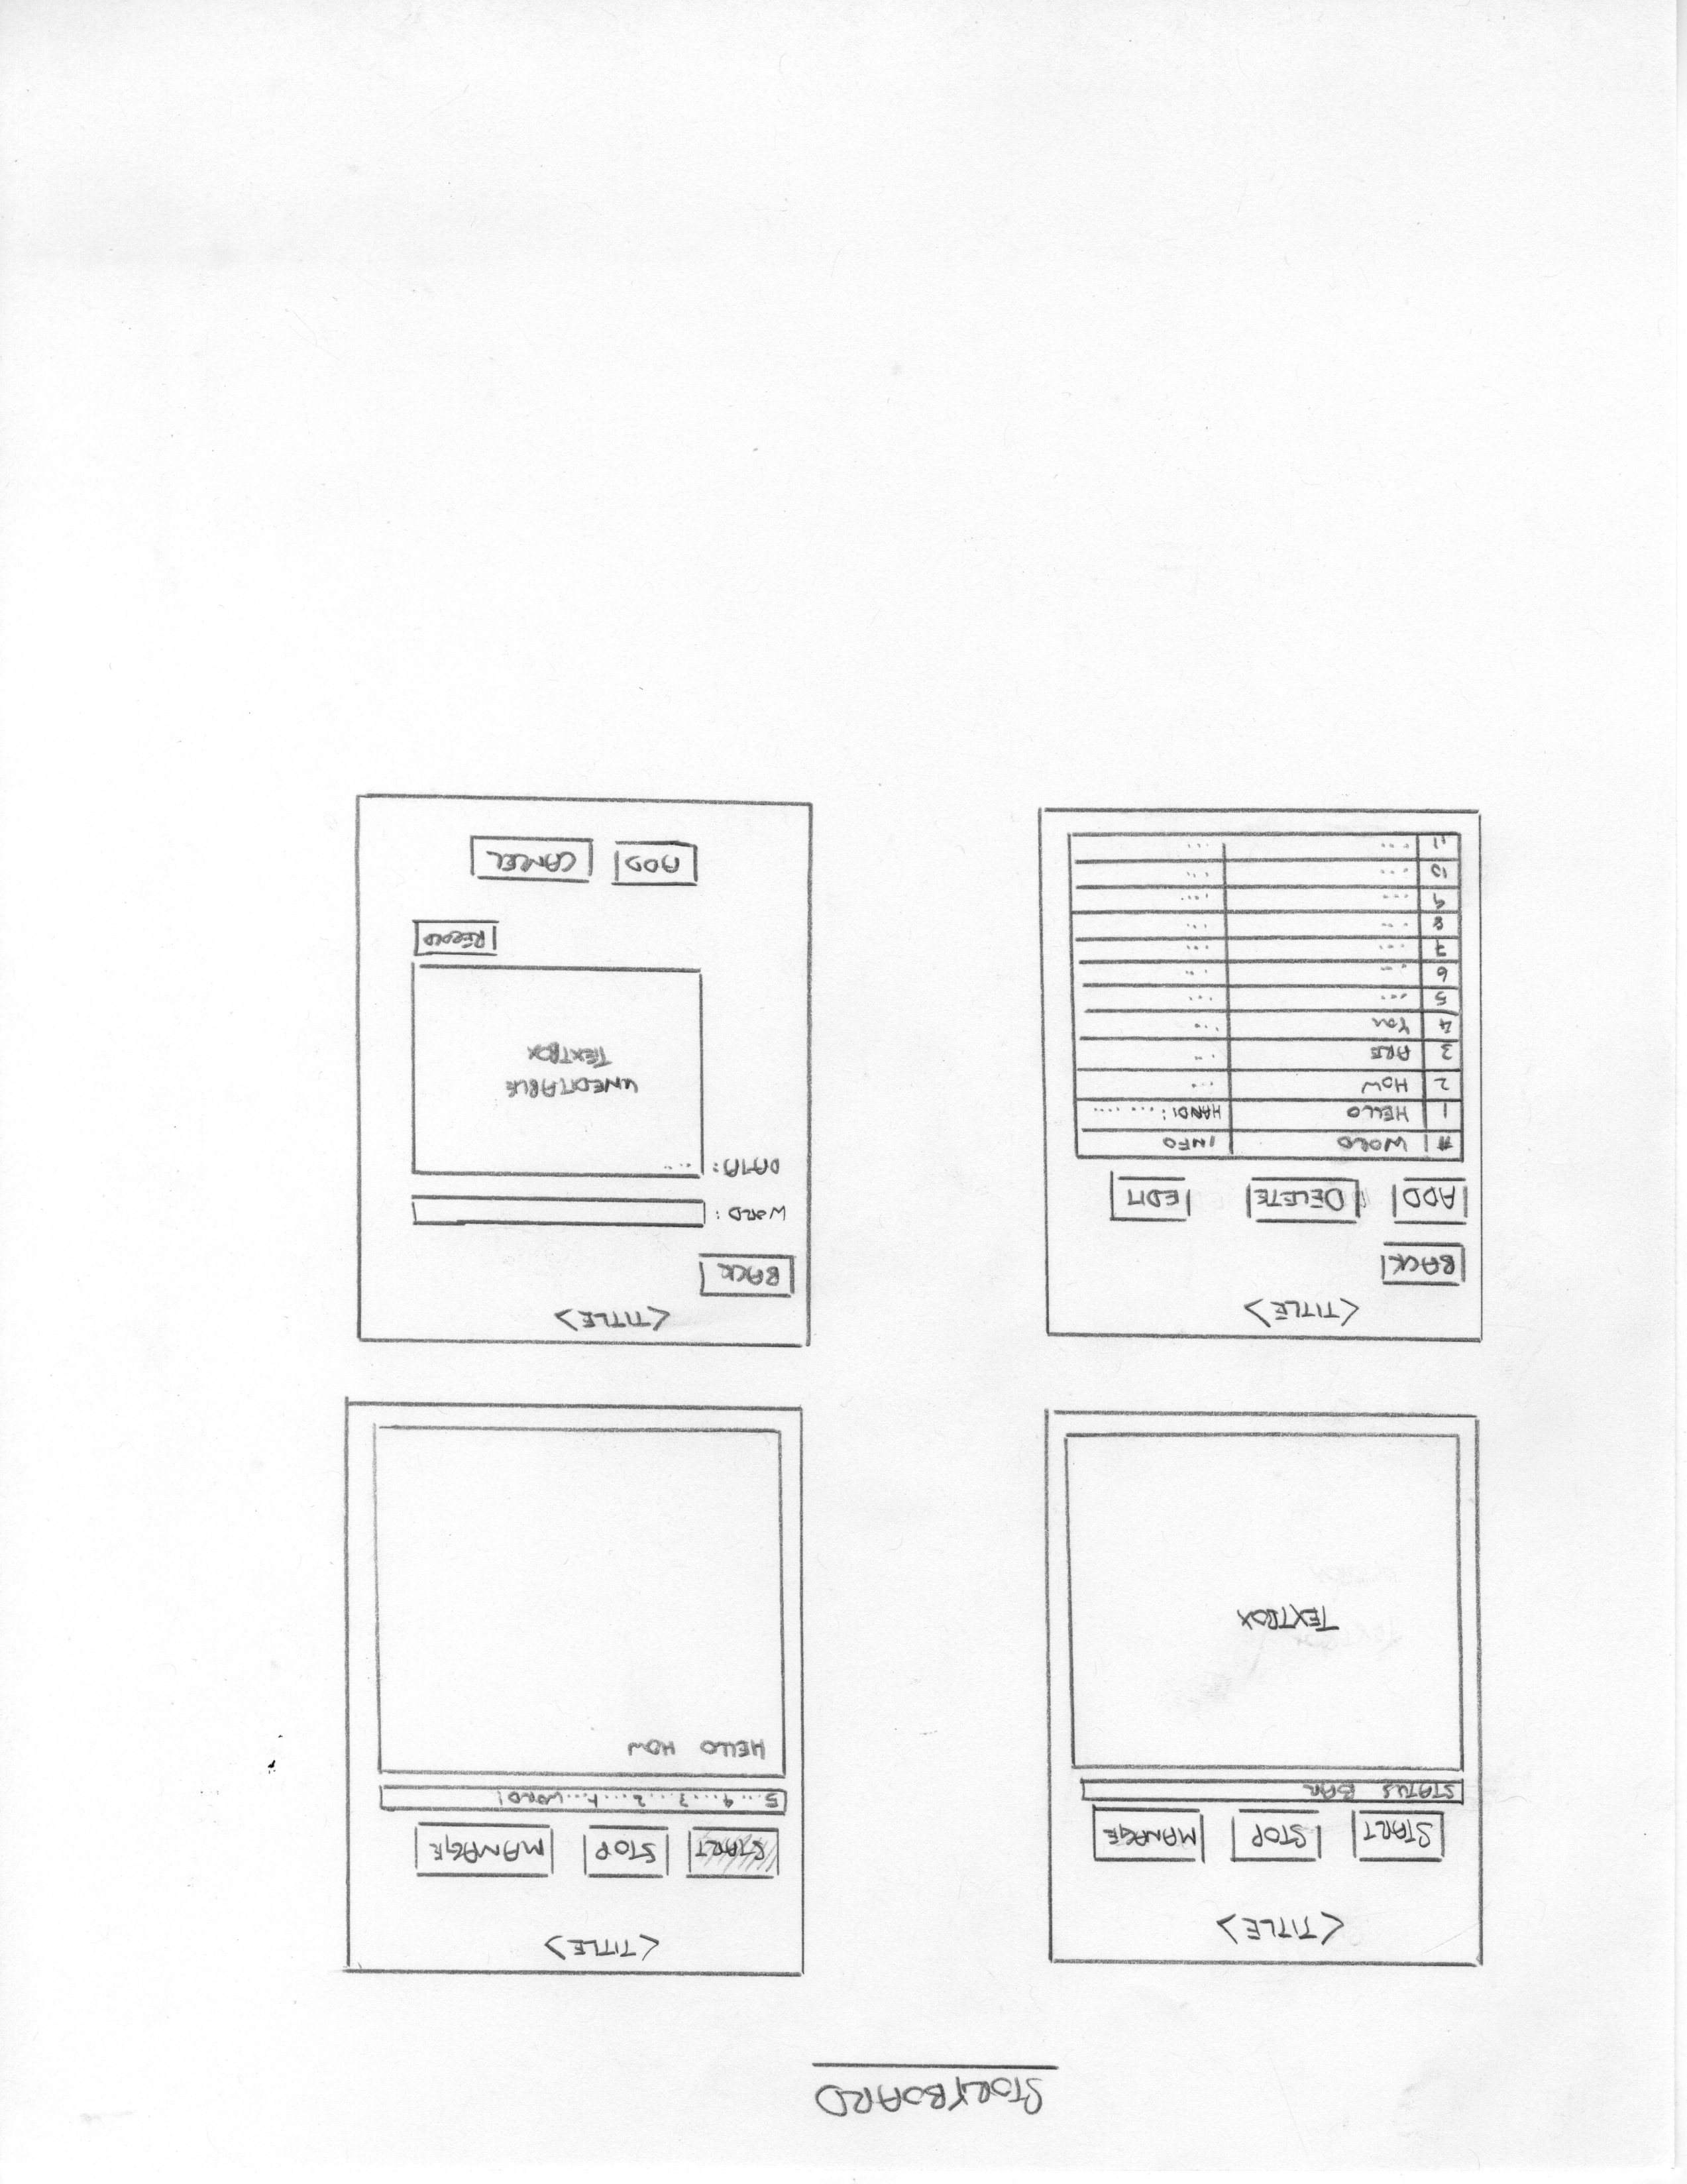 STORYBOARD
<TITLE>
START STOP MANAGE
STATUS BAR
TEXTBOX
<TITLE>
START STOP MANAGE
5...4...3...2...1...WORD!
HELLO HOW
<TITLE>
BACK
ADD DELETE EDIT
# WORD INFO
1 HELLO HAND1:... ....
2 HOW ...
3 ARE ...
4 YOU ...
5 ... ...
6 ... ...
7 ... ...
8 ... ...
9 ... ....
10 ... ...
11 ... ...
<TITLE>
BACK
WORD:
DATA: ...
UNEDITABLE
TEXTBOX
RECORD
ADD CANCEL